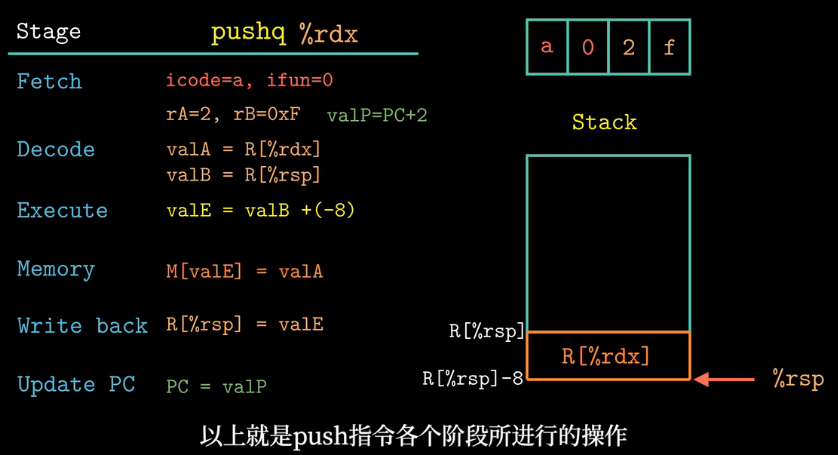 Stage pushq %rdx
Fetch icode=a, ifun=0
rA=2, rB=0xF valP=PC+2
Decode valA = R[%rdx]
valB = R[%rsp]
Execute valE = valB +(-8)
Memory M[valE] = valA
Write back R[%rsp] = valE
Update PC PC = valP
a 0 2 f
Stack
R[%rsp]
R[%rdx]
R[%rsp]-8
%rsp
以上就是push指令各个阶段所进行的操作